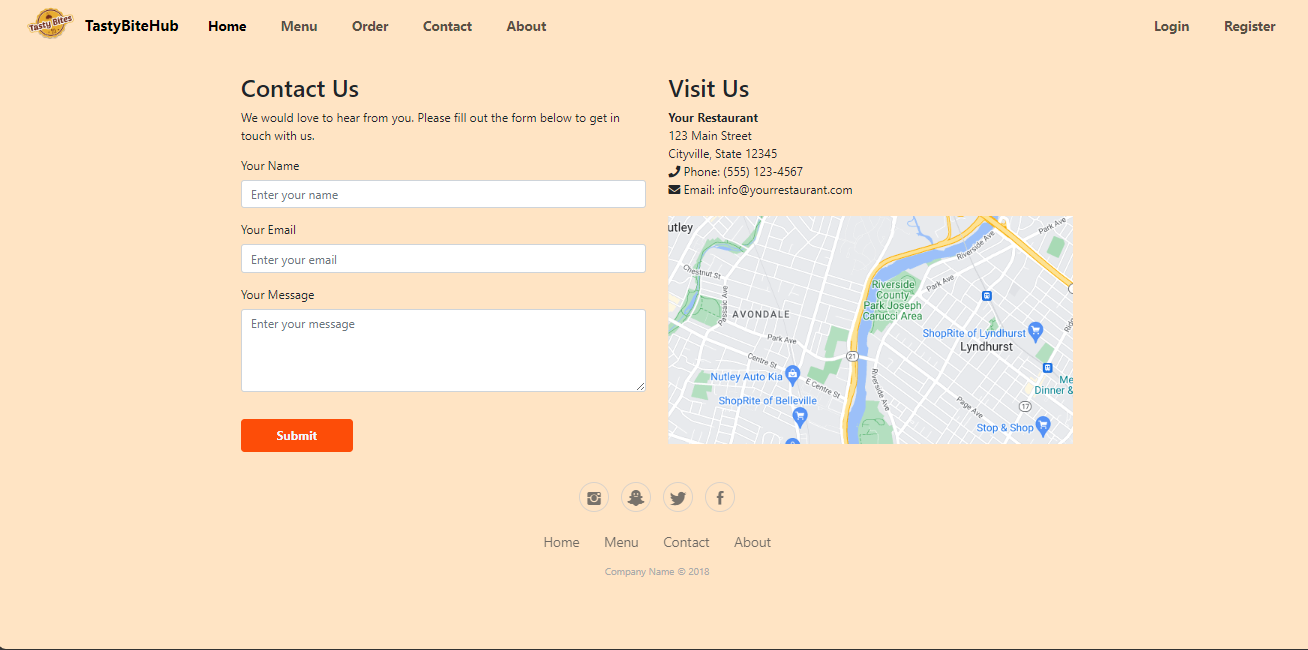 Tasty Bites
TastyBiteHub
Home
Menu
Order
Contact
About
Login
Register
Contact Us
We would love to hear from you. Please fill out the form below to get in
touch with us.
Your Name
Enter your name
Your Email
Enter your email
Your Message
Enter your message
Submit
Visit Us
Your Restaurant
123 Main Street
Cityville, State 12345
Phone: (555) 123-4567
Email: info@yourrestaurant.com
utley
Park Ave
Riverside Ave
Chestnut St
Passaic Ave
Riverside
County
Park Joseph
Carucci Area
Park Ave
AVONDALE
ShopRite of Lyndhurst
Lyndhurst
Park Ave
21
Centre St
Nutley Auto Kia
E Centre St
Riverside Ave
Me
Dinner &
ShopRite of Belleville
Page Ave
17
Stop & Shop
Home
Menu
Contact
About
Company Name © 2018